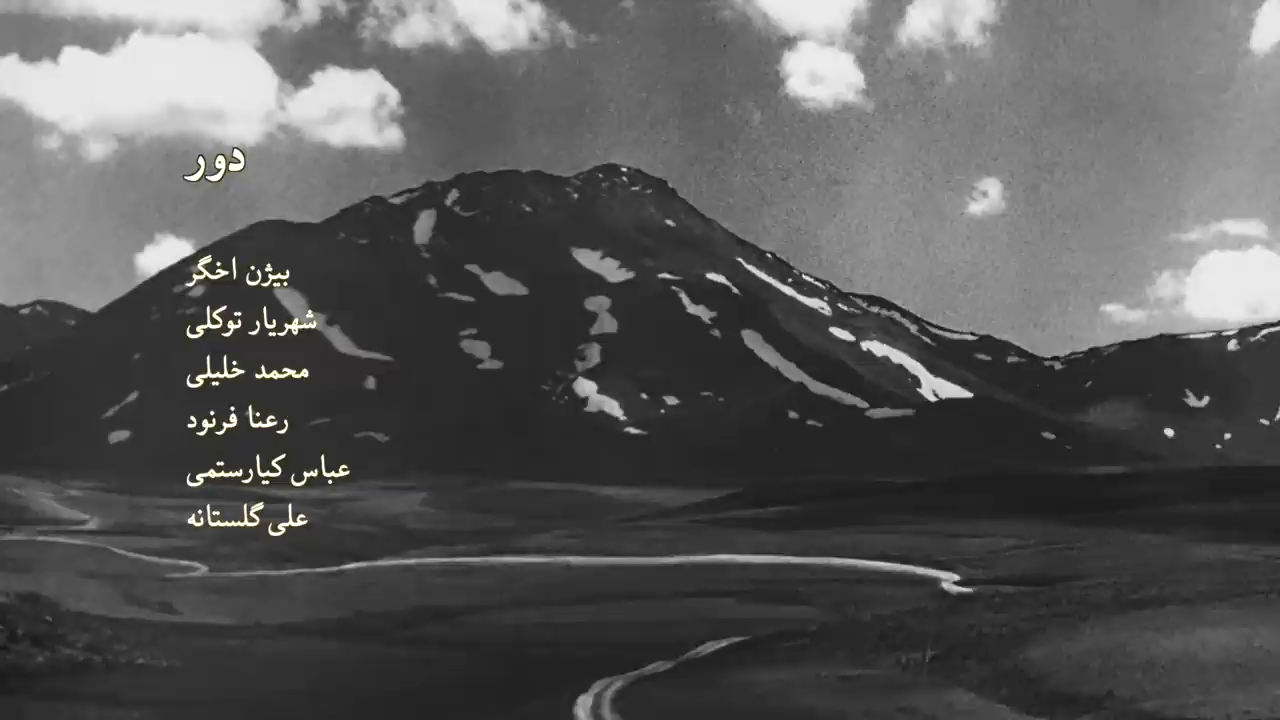 دور
بیژن اخگر
شهریار توکلی
محمد خلیلی
رعنا فرنود
عباس کیارستمی
علی گلستانه